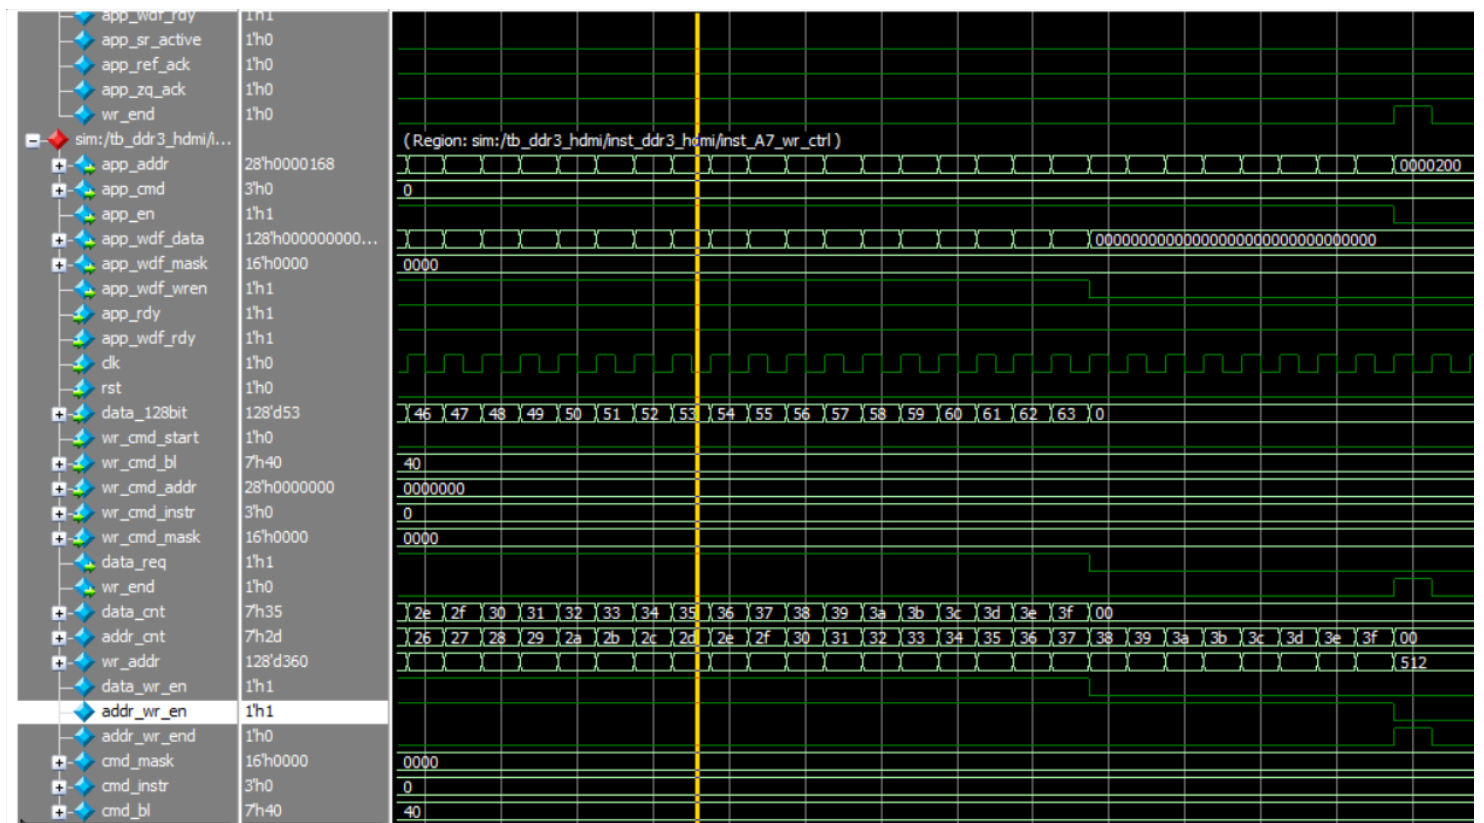 app_wdf_rdy 1'h1
app_sr_active 1'h0
app_ref_ack 1'h0
app_zq_ack 1'h0
wr_end 1'h0
sim:/tb_ddr3_hdmi/i... (Region: sim:/tb_ddr3_hdmi/inst_ddr3_hdmi/inst_A7_wr_ctrl)
app_addr 28'h0000168 0000200
app_cmd 3'h0 0
app_en 1'h1
app_wdf_data 128'h000000000... 00000000000000000000000000000000
app_wdf_mask 16'h0000 0000
app_wdf_wren 1'h1
app_rdy 1'h1
app_wdf_rdy 1'h1
clk 1'h0
rst 1'h0
data_128bit 128'd53 46 47 48 49 50 51 52 53 54 55 56 57 58 59 60 61 62 63 0
wr_cmd_start 1'h0
wr_cmd_bl 7'h40 40
wr_cmd_addr 28'h0000000 0000000
wr_cmd_instr 3'h0 0
wr_cmd_mask 16'h0000 0000
data_req 1'h1
wr_end 1'h0
data_cnt 7'h35 2e 2f 30 31 32 33 34 35 36 37 38 39 3a 3b 3c 3d 3e 3f 00
addr_cnt 7'h2d 26 27 28 29 2a 2b 2c 2d 2e 2f 30 31 32 33 34 35 36 37 38 39 3a 3b 3c 3d 3e 3f 00
wr_addr 128'd360 512
data_wr_en 1'h1
addr_wr_en 1'h1
addr_wr_end 1'h0
cmd_mask 16'h0000 0000
cmd_instr 3'h0 0
cmd_bl 7'h40 40